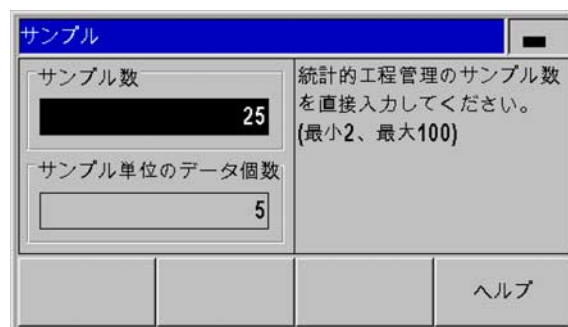 サンプル
サンプル数
25
サンプル単位のデータ個数
5
統計的工程管理のサンプル数
を直接入力してください。
(最小2、最大100)
ヘルプ